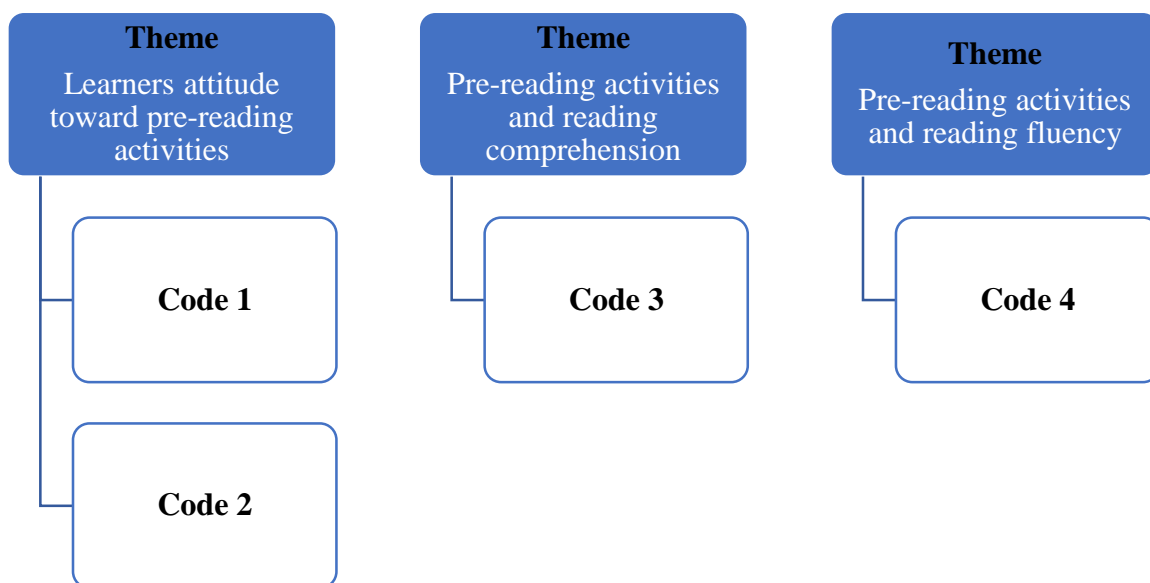 Theme
Learners attitude
toward pre-reading
activities
Code 1
Code 2
Theme
Pre-reading activities
and reading
comprehension
Code 3
Theme
Pre-reading activities
and reading fluency
Code 4